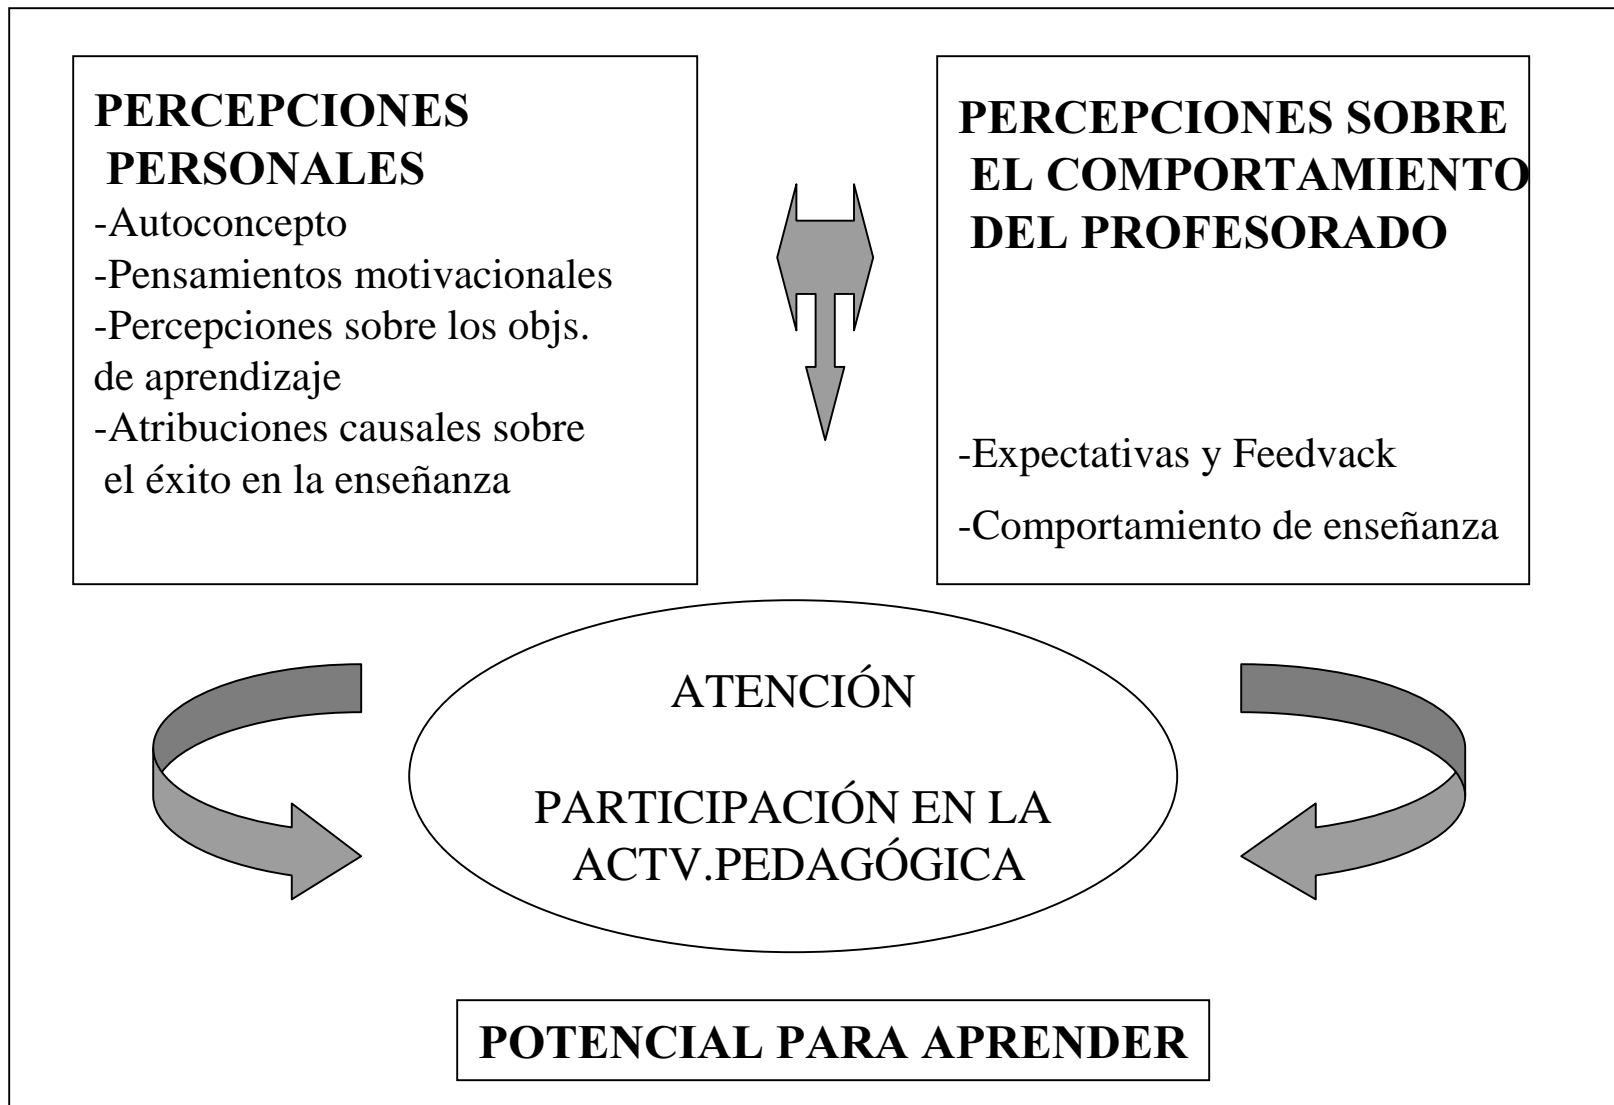 PERCEPCIONES
PERSONALES
-Autoconcepto
-Pensamientos motivacionales
-Percepciones sobre los objs.
de aprendizaje
-Atribuciones causales sobre
el éxito en la enseñanza
PERCEPCIONES SOBRE
EL COMPORTAMIENTO
DEL PROFESORADO
-Expectativas y Feedvack
-Comportamiento de enseñanza
ATENCIÓN
PARTICIPACIÓN EN LA
ACTV.PEDAGÓGICA
POTENCIAL PARA APRENDER